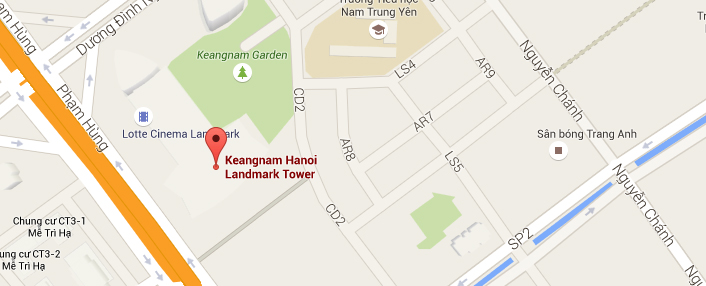 Trường Tiểu học
Nam Trung Yên
Phạm Hùng
Dương Đình
Keangnam Garden
LS4
AR9
Nguyễn Chánh
CD2
Phạm Hùng
Lotte Cinema Landmark
AR7
AR8
Sân bóng Trang Anh
Keangnam Hanoi
Landmark Tower
LS5
Nguyễn Chánh
CD2
Chung cư CT3-1
Mễ Trì Hạ
SP2
Chung cư CT3-2
Mễ Trì Hạ